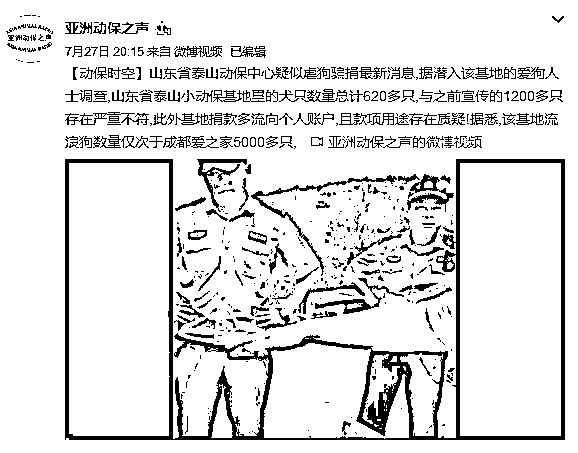 亚洲动保之声
7月27日 20:15 来自 微博视频 已编辑
【动保时空】山东省泰山动保中心疑似虐狗骗捐最新消息,据潜入该基地的爱狗人
士调查,山东省泰山小动保基地里的犬只数量总计620多只,与之前宣传的1200多只
存在严重不符,此外基地捐款多流向个人账户,且款项用途存在质疑!据悉,该基地流
浪狗数量仅次于成都爱之家5000多只, 亚洲动保之声的微博视频